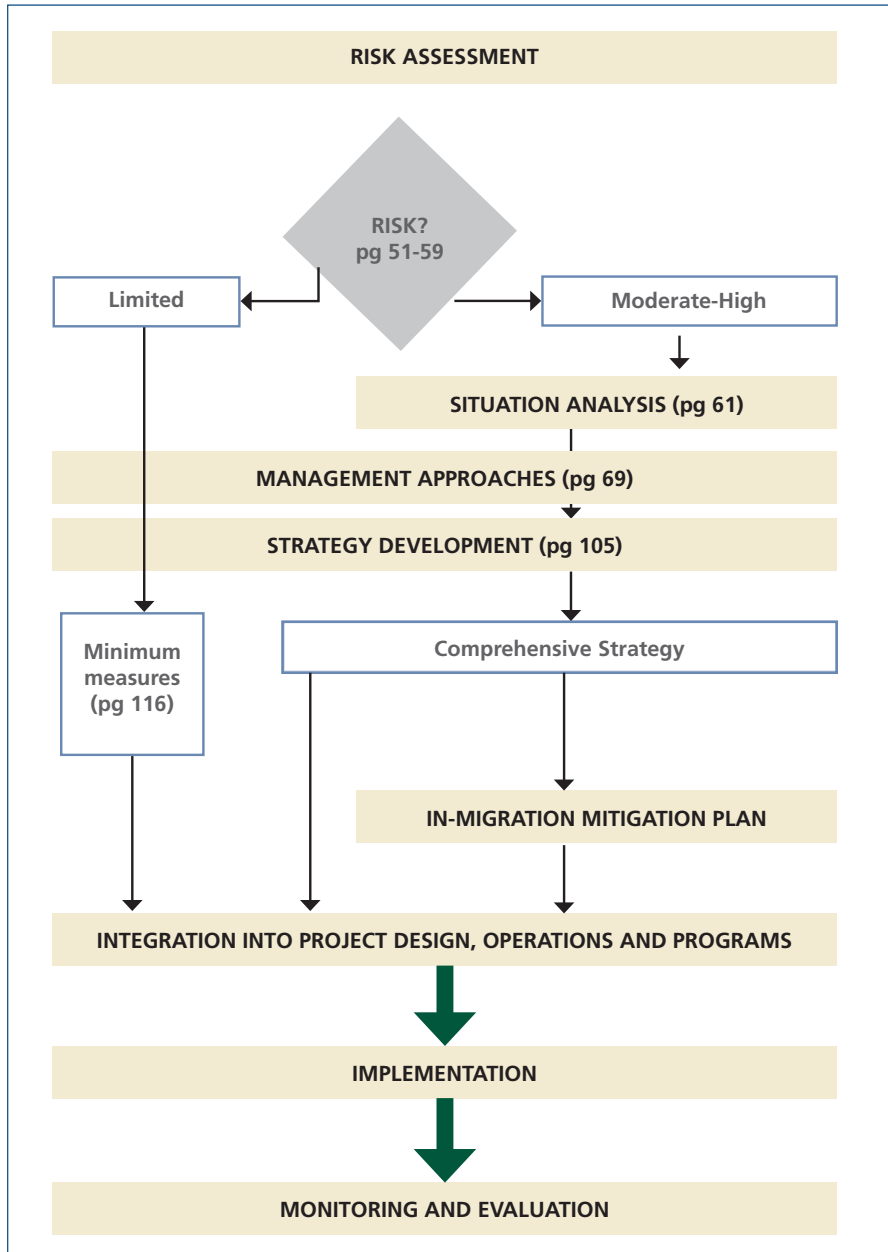 RISK ASSESSMENT
RISK?
pg 51-59
Limited
Moderate-High
SITUATION ANALYSIS (pg 61)
MANAGEMENT APPROACHES (pg 69)
STRATEGY DEVELOPMENT (pg 105)
Minimum
measures
(pg 116)
Comprehensive Strategy
IN-MIGRATION MITIGATION PLAN
INTEGRATION INTO PROJECT DESIGN, OPERATIONS AND PROGRAMS
IMPLEMENTATION
MONITORING AND EVALUATION